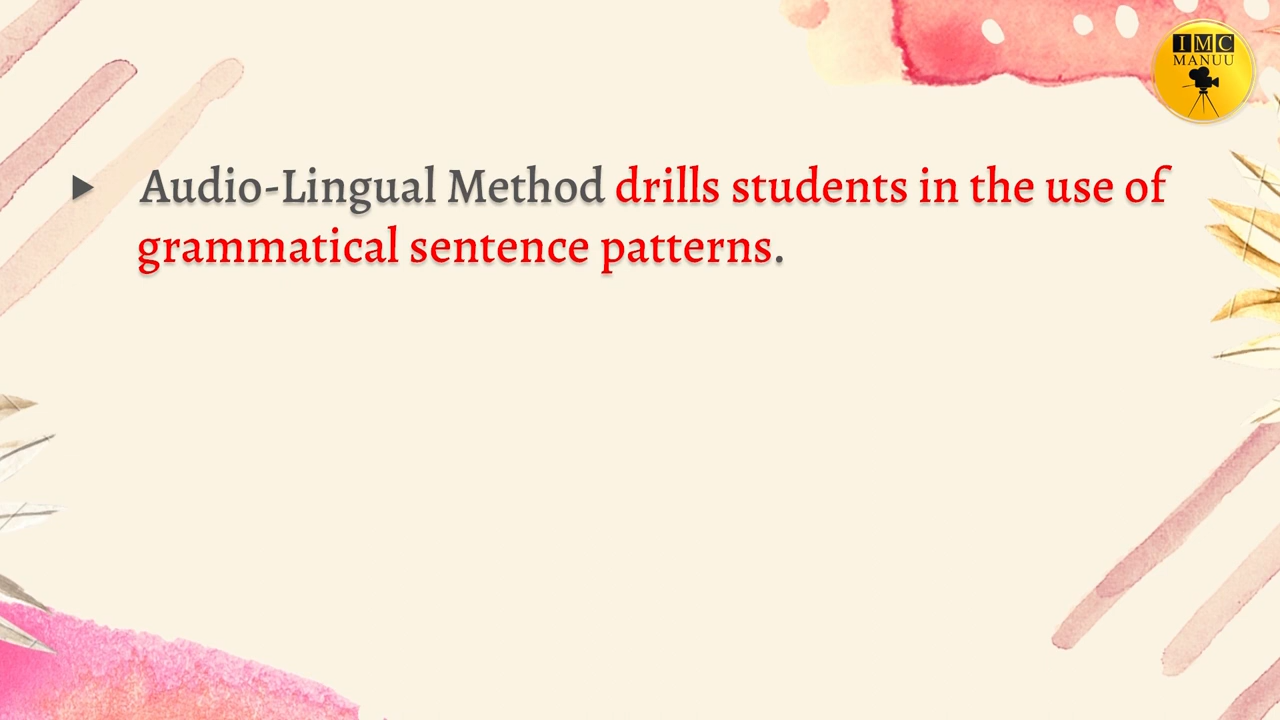 IMC
MANUU
Audio-Lingual Method drills students in the use of
grammatical sentence patterns.